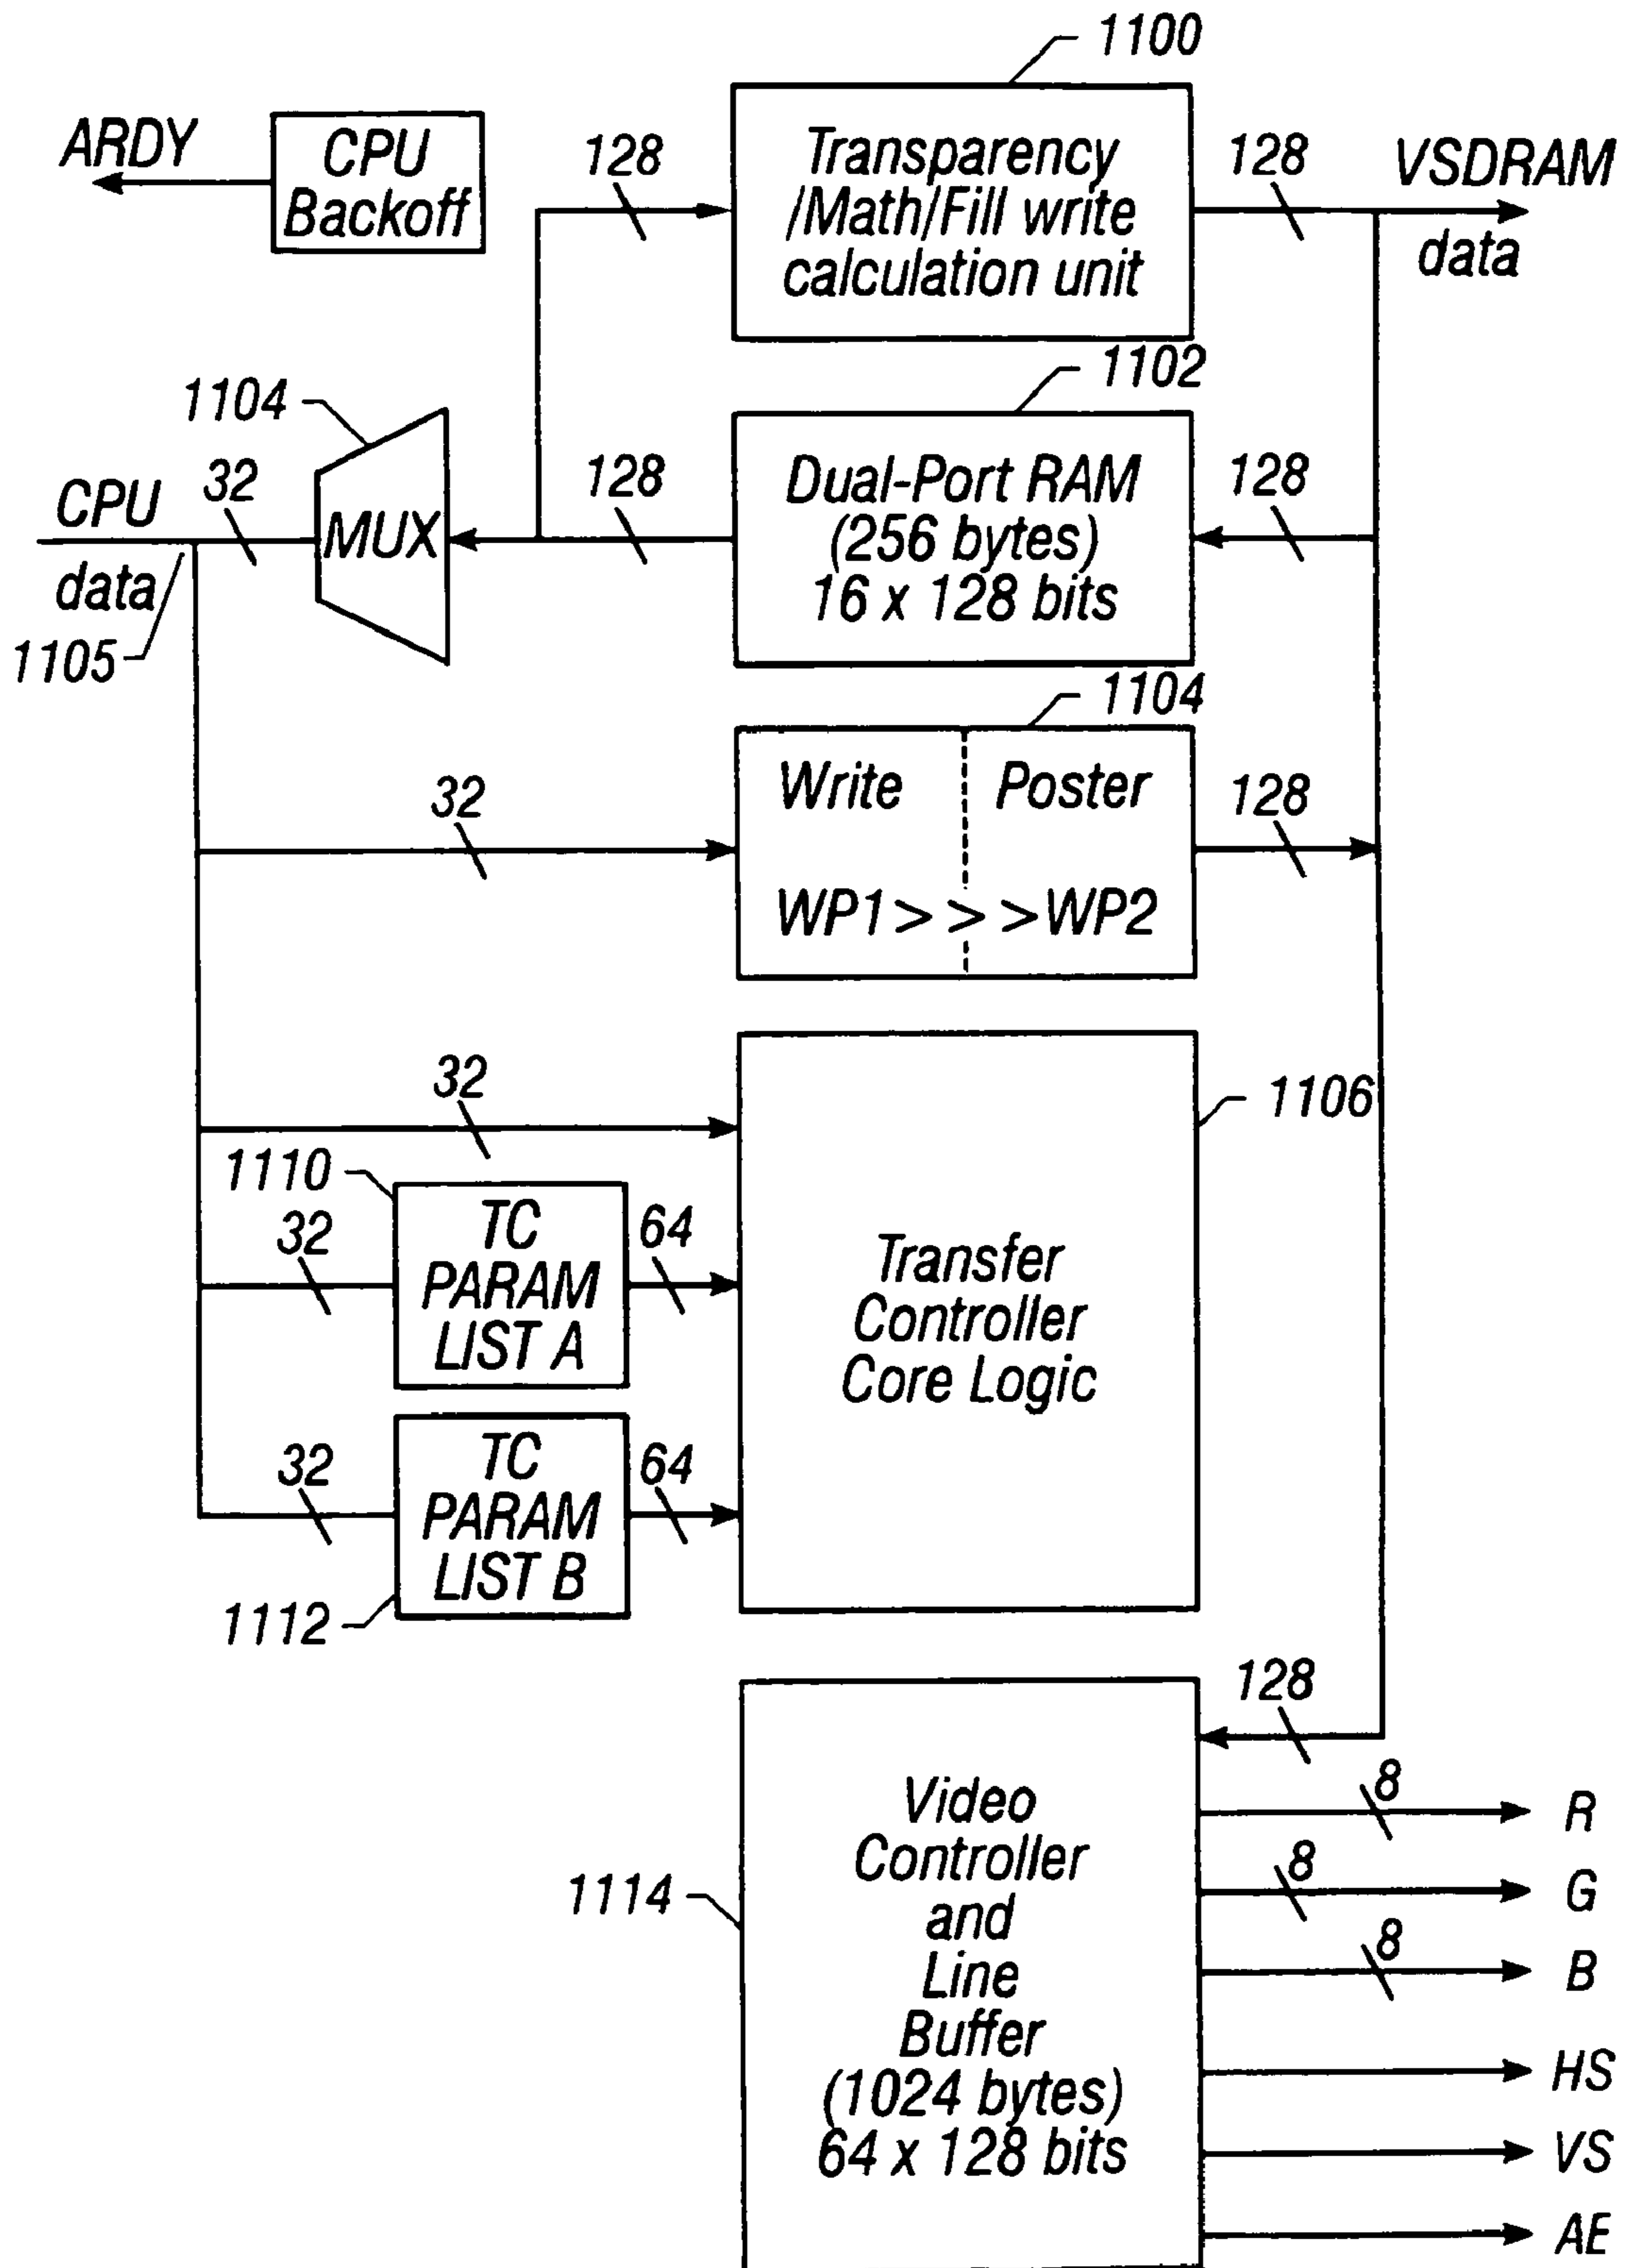 1100
ARDY
CPU
Backoff
128
Transparency
/Math/Fill write
calculation unit
128
VSDRAM
data
1102
1104
CPU
data
32
MUX
1105
128
Dual-Port RAM
(256 bytes)
16 x 128 bits
128
1104
32
Write
Poster
WP1 > > > WP2
128
32
1106
1110
32
TC
PARAM
LIST A
64
Transfer
Controller
Core Logic
32
TC
PARAM
LIST B
64
1112
128
1114
Video
Controller
and
Line
Buffer
(1024 bytes)
64 x 128 bits
8
R
8
G
8
B
HS
VS
AE